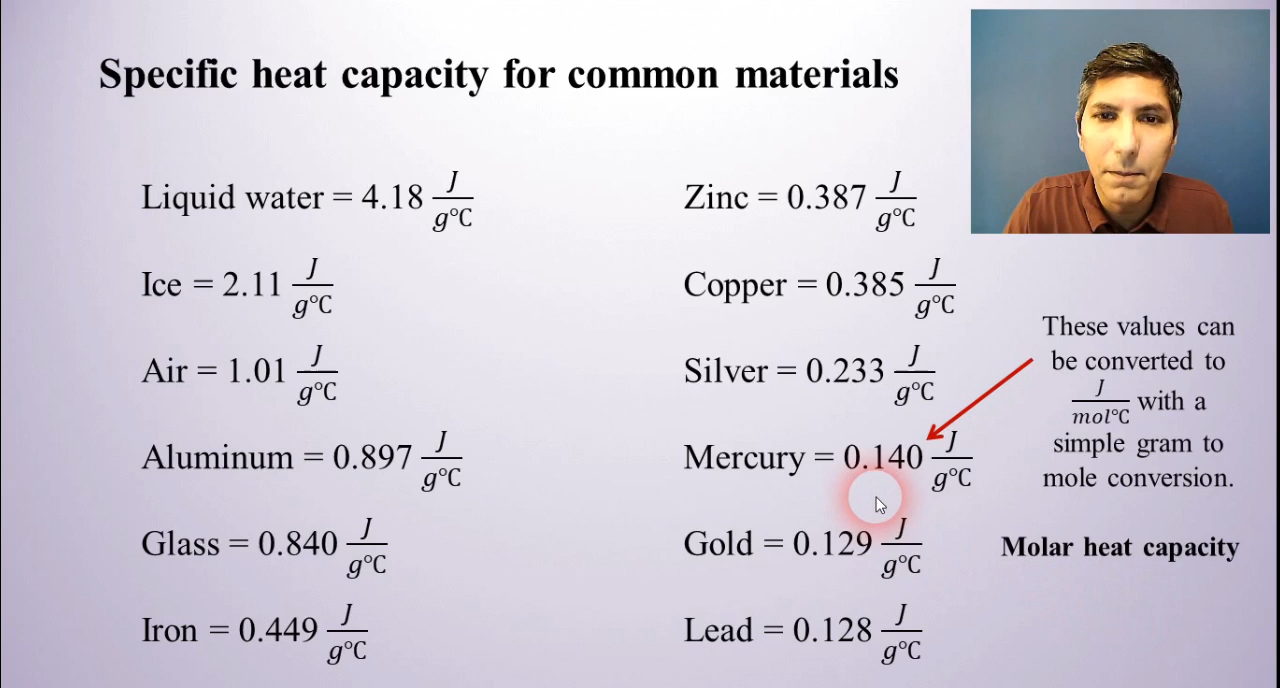 Specific heat capacity for common materials
Liquid water = 4.18 J/g°C
Ice = 2.11 J/g°C
Air = 1.01 J/g°C
Aluminum = 0.897 J/g°C
Glass = 0.840 J/g°C
Iron = 0.449 J/g°C
Zinc = 0.387 J/g°C
Copper = 0.385 J/g°C
Silver = 0.233 J/g°C
Mercury = 0.140 J/g°C
Gold = 0.129 J/g°C
Lead = 0.128 J/g°C
These values can
be converted to
J/mol°C with a
simple gram to
mole conversion.
Molar heat capacity